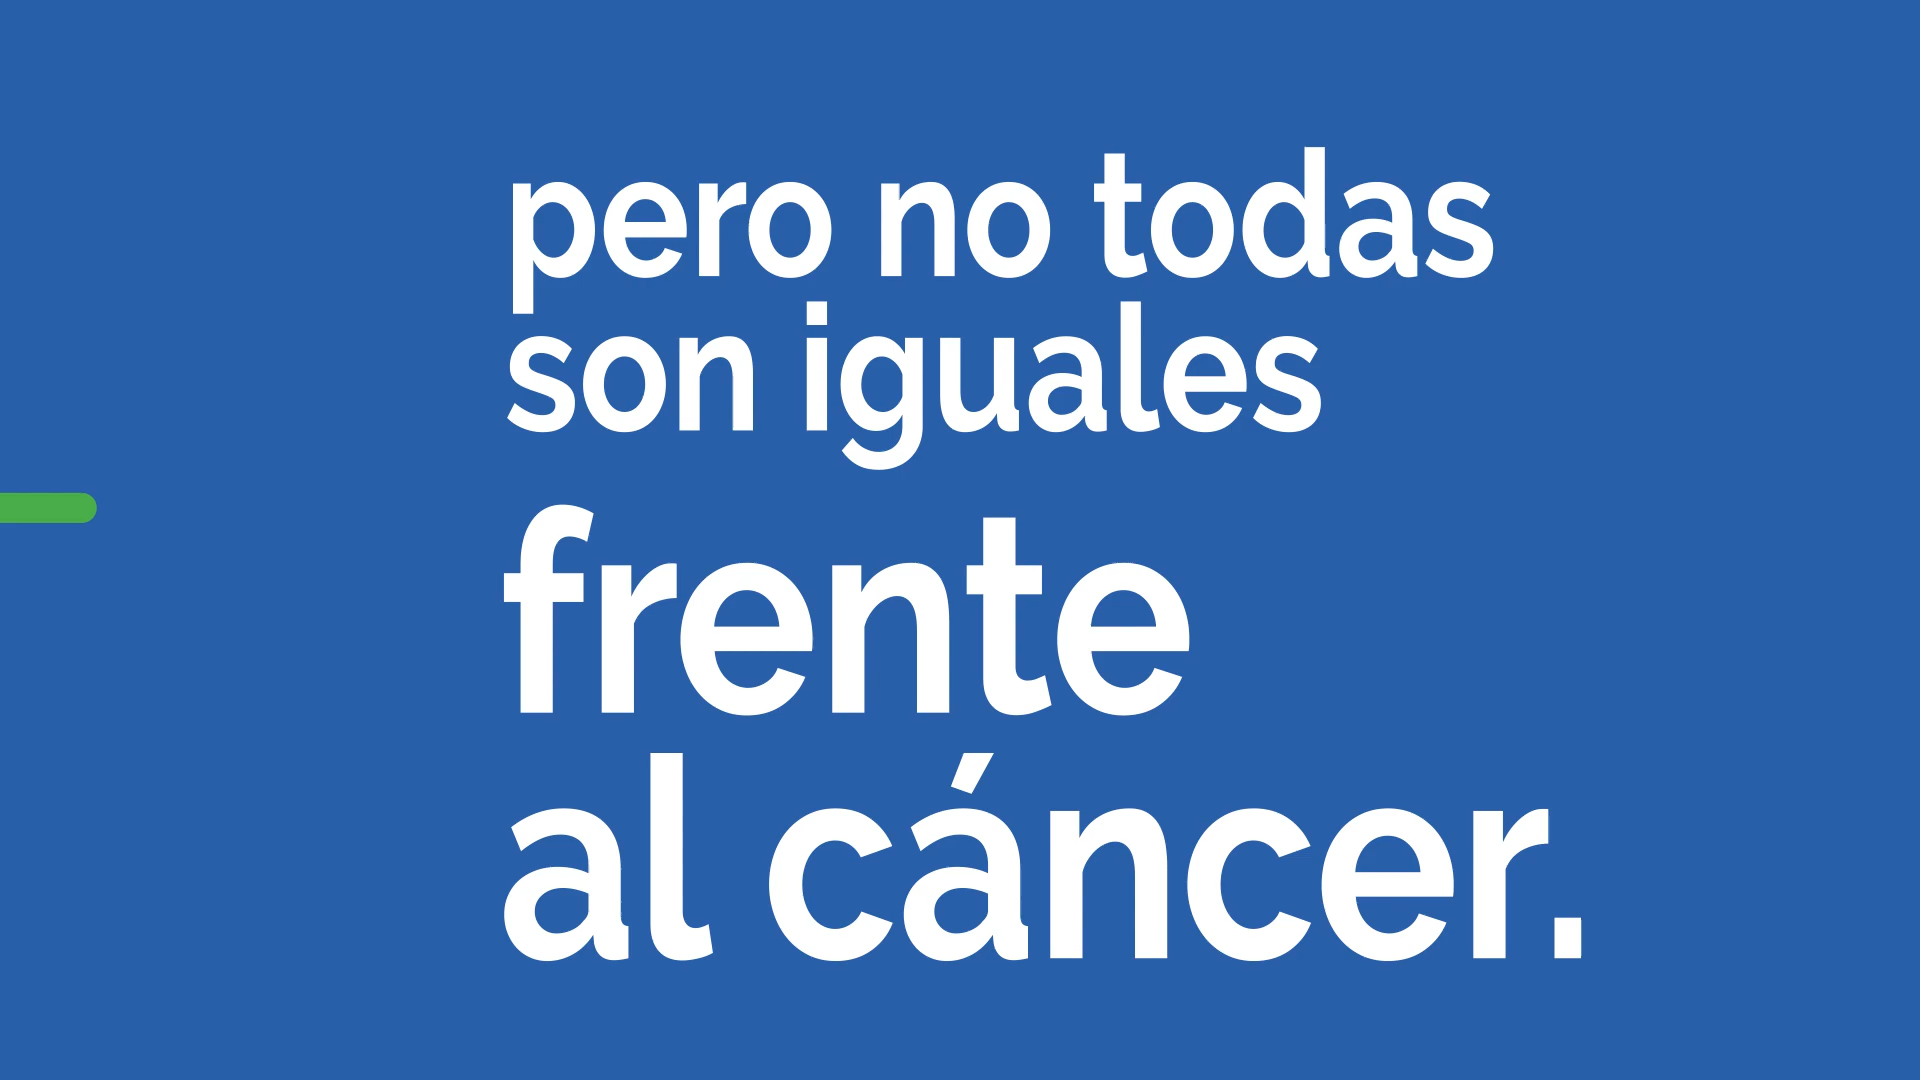 pero no todas
son iguales
frente
al cáncer.